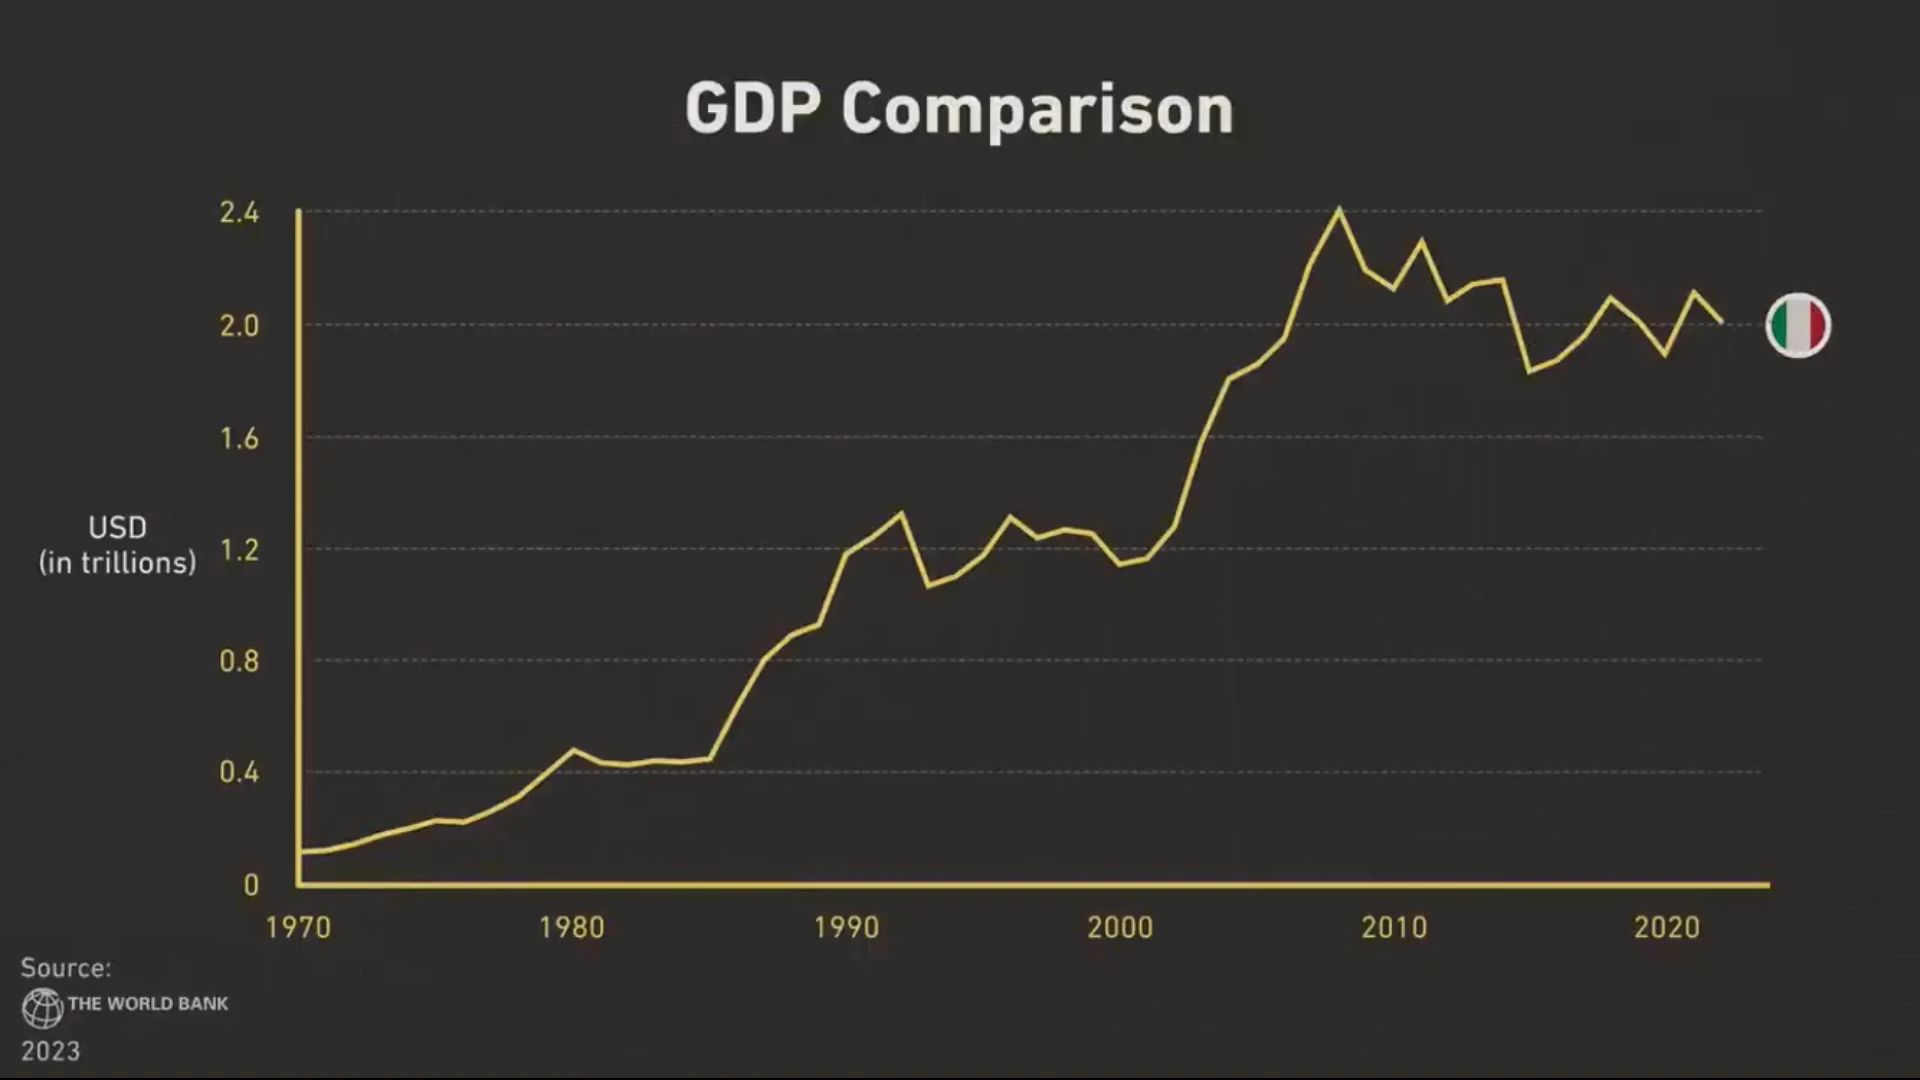 GDP Comparison
2.4
2.0
1.6
USD
(in trillions)
1.2
0.8
0.4
0
1970 1980 1990 2000 2010 2020
Source:
THE WORLD BANK
2023